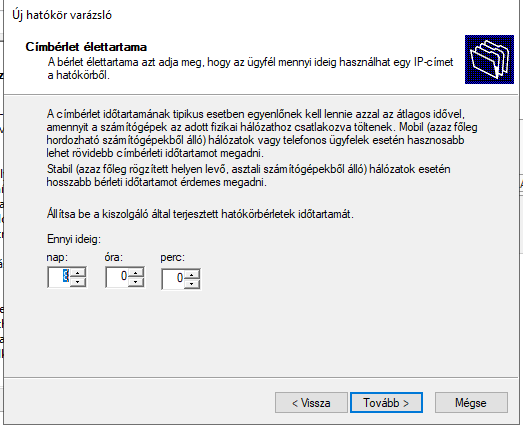 Új hatókör varázsló
Címbérlet élettartama
A bérlet élettartama azt adja meg, hogy az ügyfél mennyi ideig használhat egy IP-címet
a hatókörből.
A címbérlet időtartamának tipikus esetben egyenlőnek kell lennie azzal az átlagos idővel,
amennyit a számítógépek az adott fizikai hálózathoz csatlakozva töltenek. Mobil (azaz főleg
hordozható számítógépekből álló) hálózatok vagy telefonos ügyfelek esetén hasznosabb
lehet rövidebb címbérleti időtartamot megadni.
Stabil (azaz főleg rögzített helyen levő, asztali számítógépekből álló) hálózatok esetén
hosszabb bérleti időtartamot érdemes megadni.
Állítsa be a kiszolgáló által terjesztett hatókörbérletek időtartamát.
Ennyi ideig:
nap: óra: perc:
0 0
< Vissza Tovább > Mégse